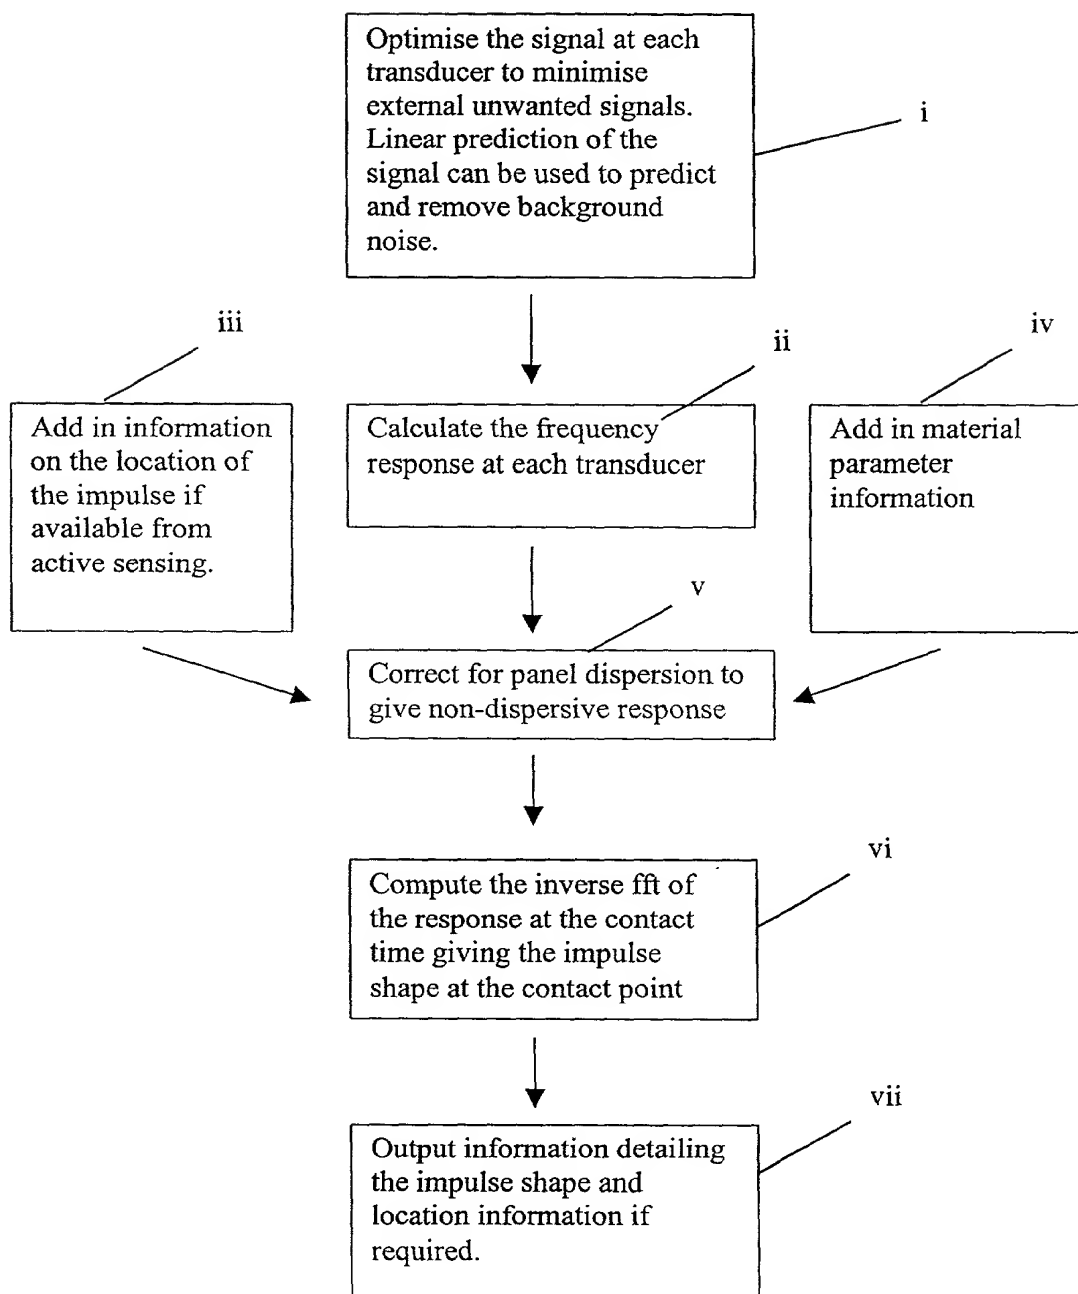 Optimise the signal at each
transducer to minimise
external unwanted signals.
Linear prediction of the
signal can be used to predict
and remove background
noise.
i
iii
ii
iv
Add in information
on the location of
the impulse if
available from
active sensing.
Calculate the frequency
response at each transducer
Add in material
parameter
information
v
Correct for panel dispersion to
give non-dispersive response
vi
Compute the inverse fft of
the response at the contact
time giving the impulse
shape at the contact point
vii
Output information detailing
the impulse shape and
location information if
required.